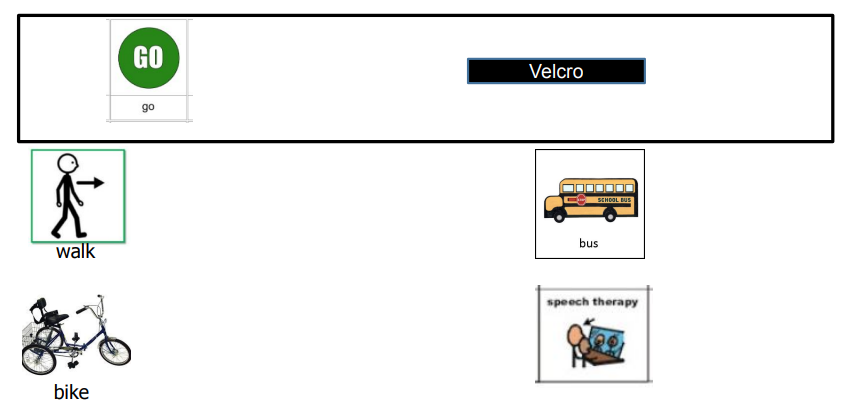 GO
go
Velcro
walk
SCHOOL BUS
bus
speech therapy
bike